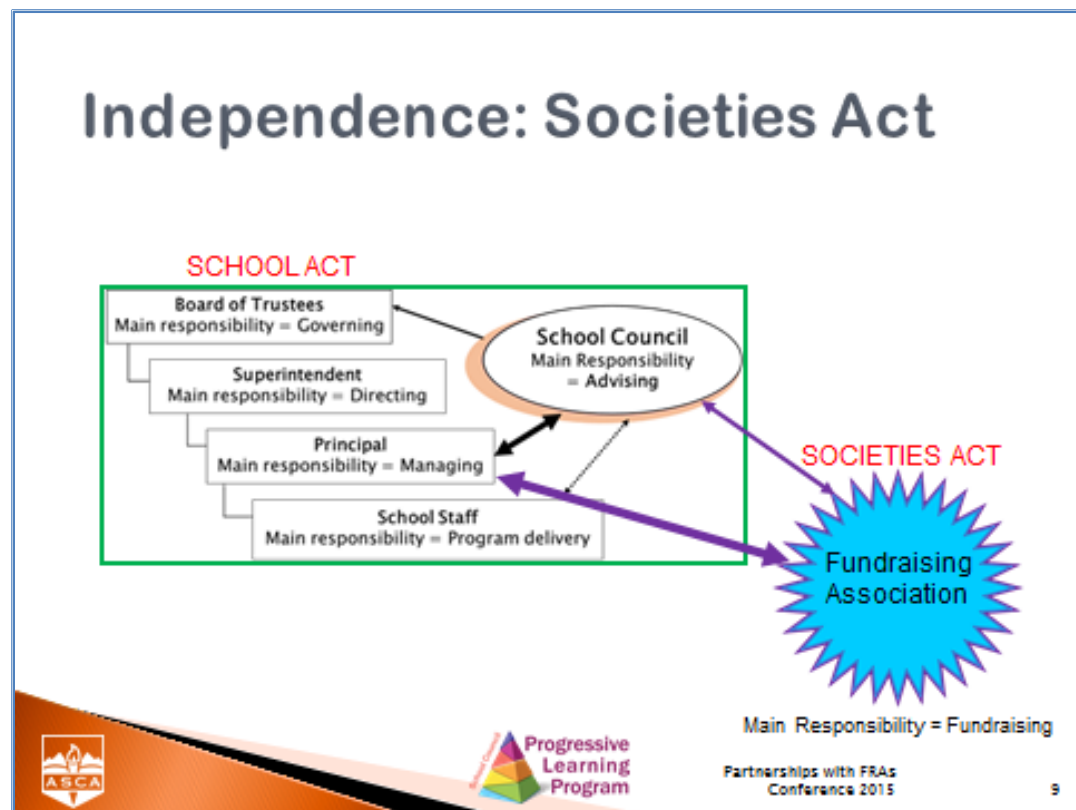 Independence: Societies Act
SCHOOL ACT
Board of Trustees
Main responsibility = Governing
Superintendent
Main responsibility = Directing
Principal
Main responsibility = Managing
School Staff
Main responsibility = Program delivery
School Council
Main Responsibility
= Advising
SOCIETIES ACT
Fundraising
Association
Main Responsibility = Fundraising
ASCA
School Council
Progressive
Learning
Program
Partnerships with FRAs
Conference 2015
9